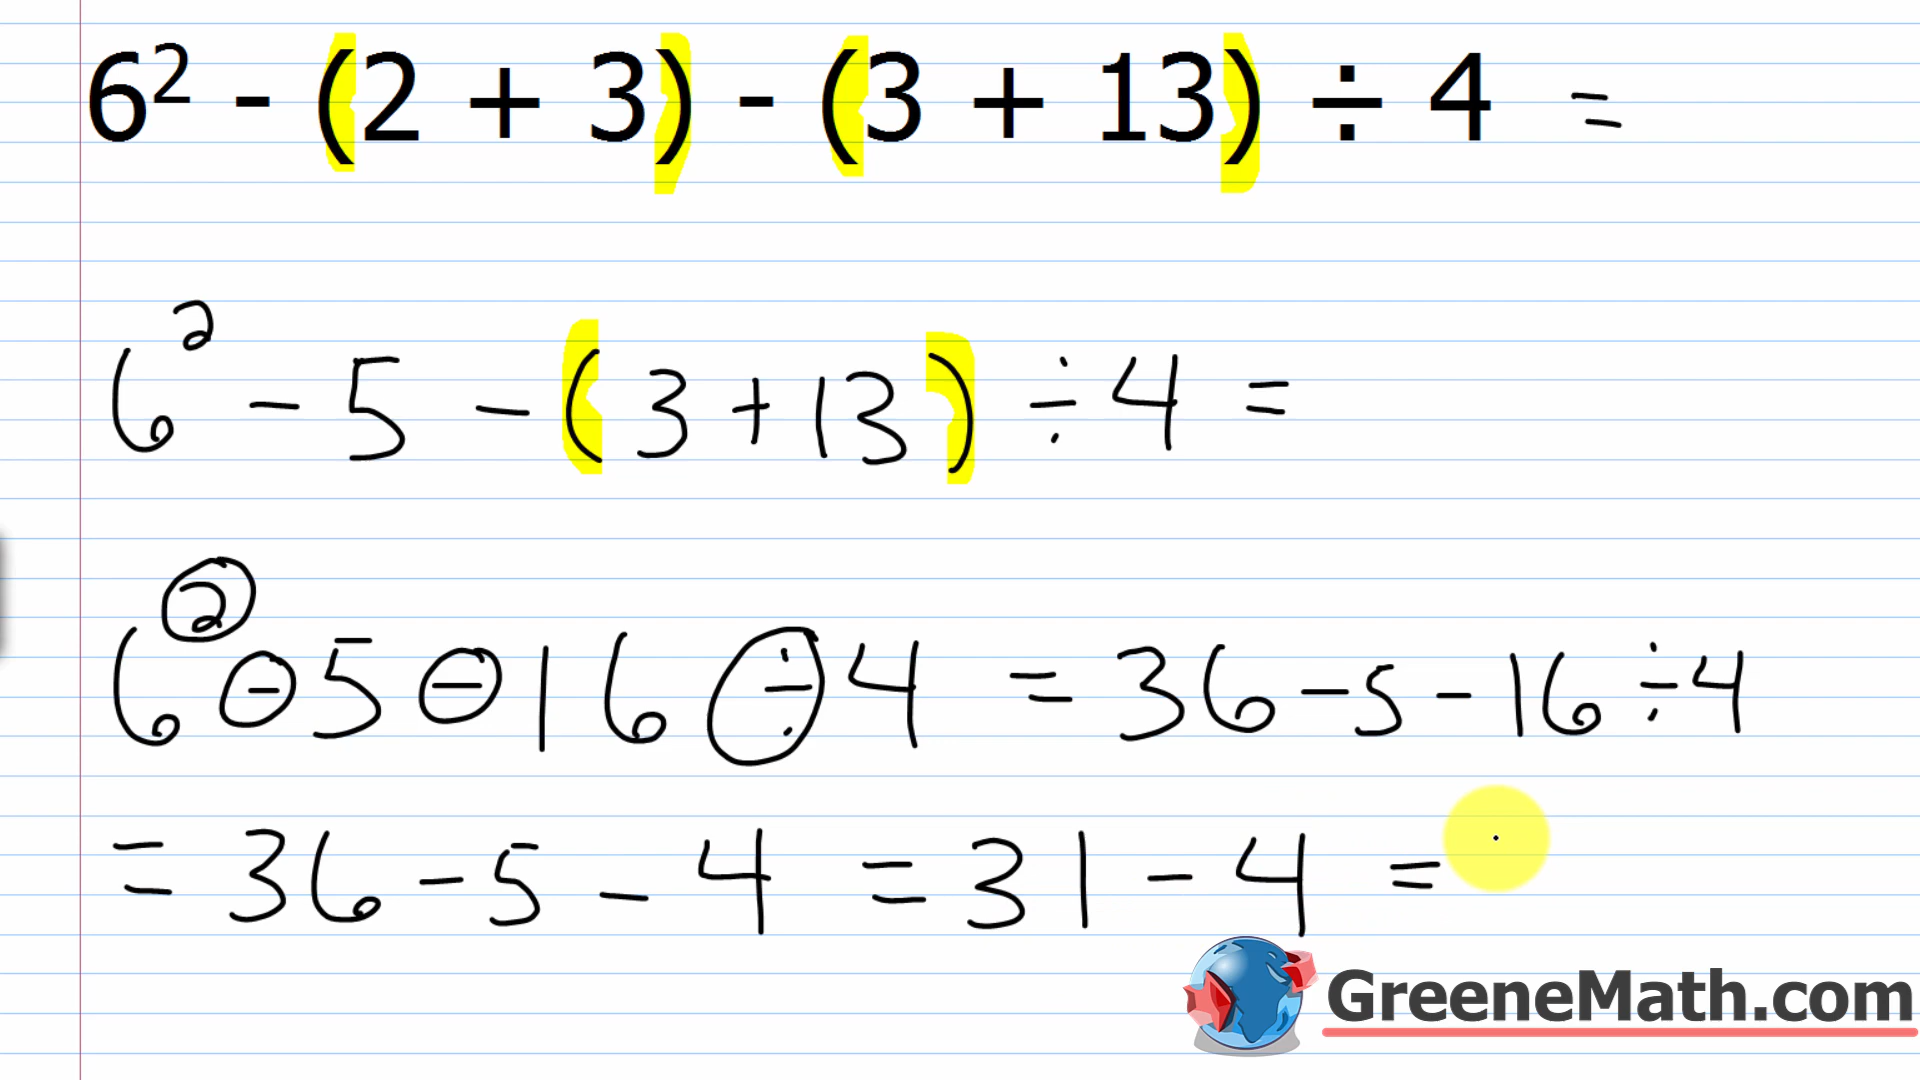 6² - (2 + 3) - (3 + 13) ÷ 4 =
6² - 5 - (3 + 13) ÷ 4 =
6² - 5 - 16 ÷ 4 = 36 - 5 - 16 ÷ 4
= 36 - 5 - 4 = 31 - 4 =
GreeneMath.com